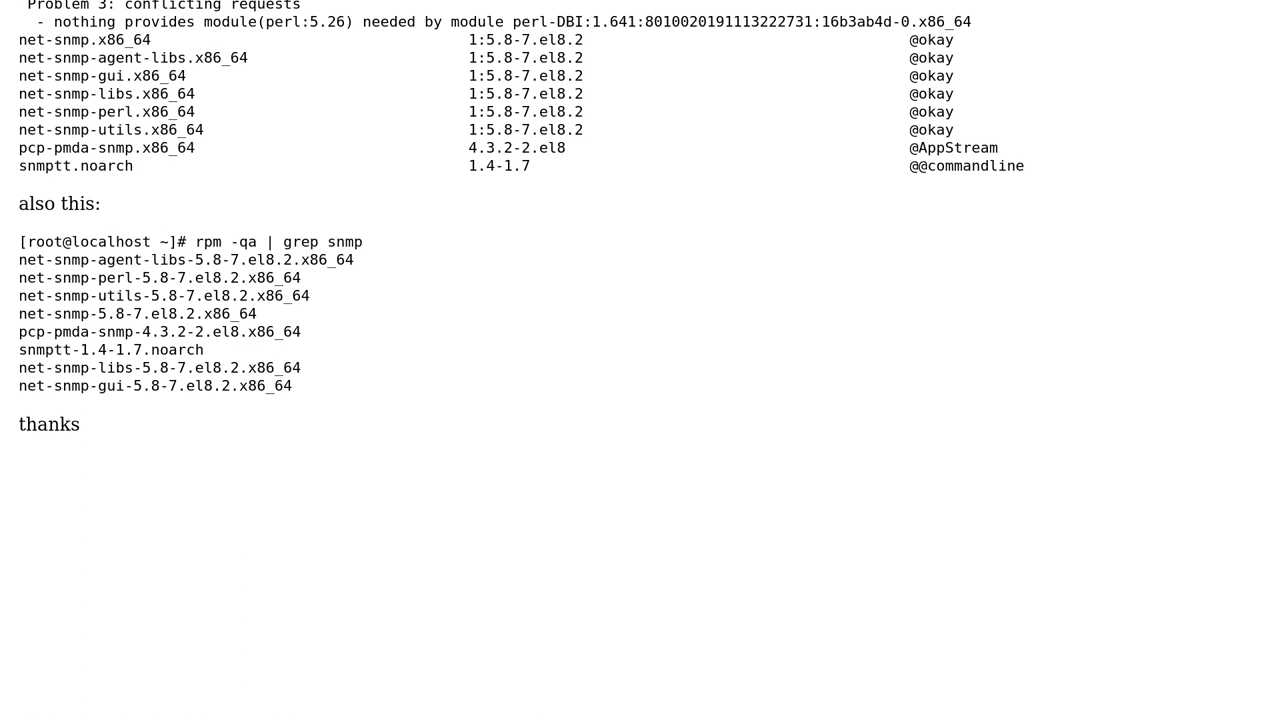 Problem 3: conflicting requests
- nothing provides module(perl:5.26) needed by module perl-DBI:1.641:8010020191113222731:16b3ab4d-0.x86_64
net-snmp.x86_64 1:5.8-7.el8.2 @okay
net-snmp-agent-libs.x86_64 1:5.8-7.el8.2 @okay
net-snmp-gui.x86_64 1:5.8-7.el8.2 @okay
net-snmp-libs.x86_64 1:5.8-7.el8.2 @okay
net-snmp-perl.x86_64 1:5.8-7.el8.2 @okay
net-snmp-utils.x86_64 1:5.8-7.el8.2 @okay
pcp-pmda-snmp.x86_64 4.3.2-2.el8 @AppStream
snmptt.noarch 1.4-1.7 @@commandline
also this:
[root@localhost ~]# rpm -qa | grep snmp
net-snmp-agent-libs-5.8-7.el8.2.x86_64
net-snmp-perl-5.8-7.el8.2.x86_64
net-snmp-utils-5.8-7.el8.2.x86_64
net-snmp-5.8-7.el8.2.x86_64
pcp-pmda-snmp-4.3.2-2.el8.x86_64
snmptt-1.4-1.7.noarch
net-snmp-libs-5.8-7.el8.2.x86_64
net-snmp-gui-5.8-7.el8.2.x86_64
thanks